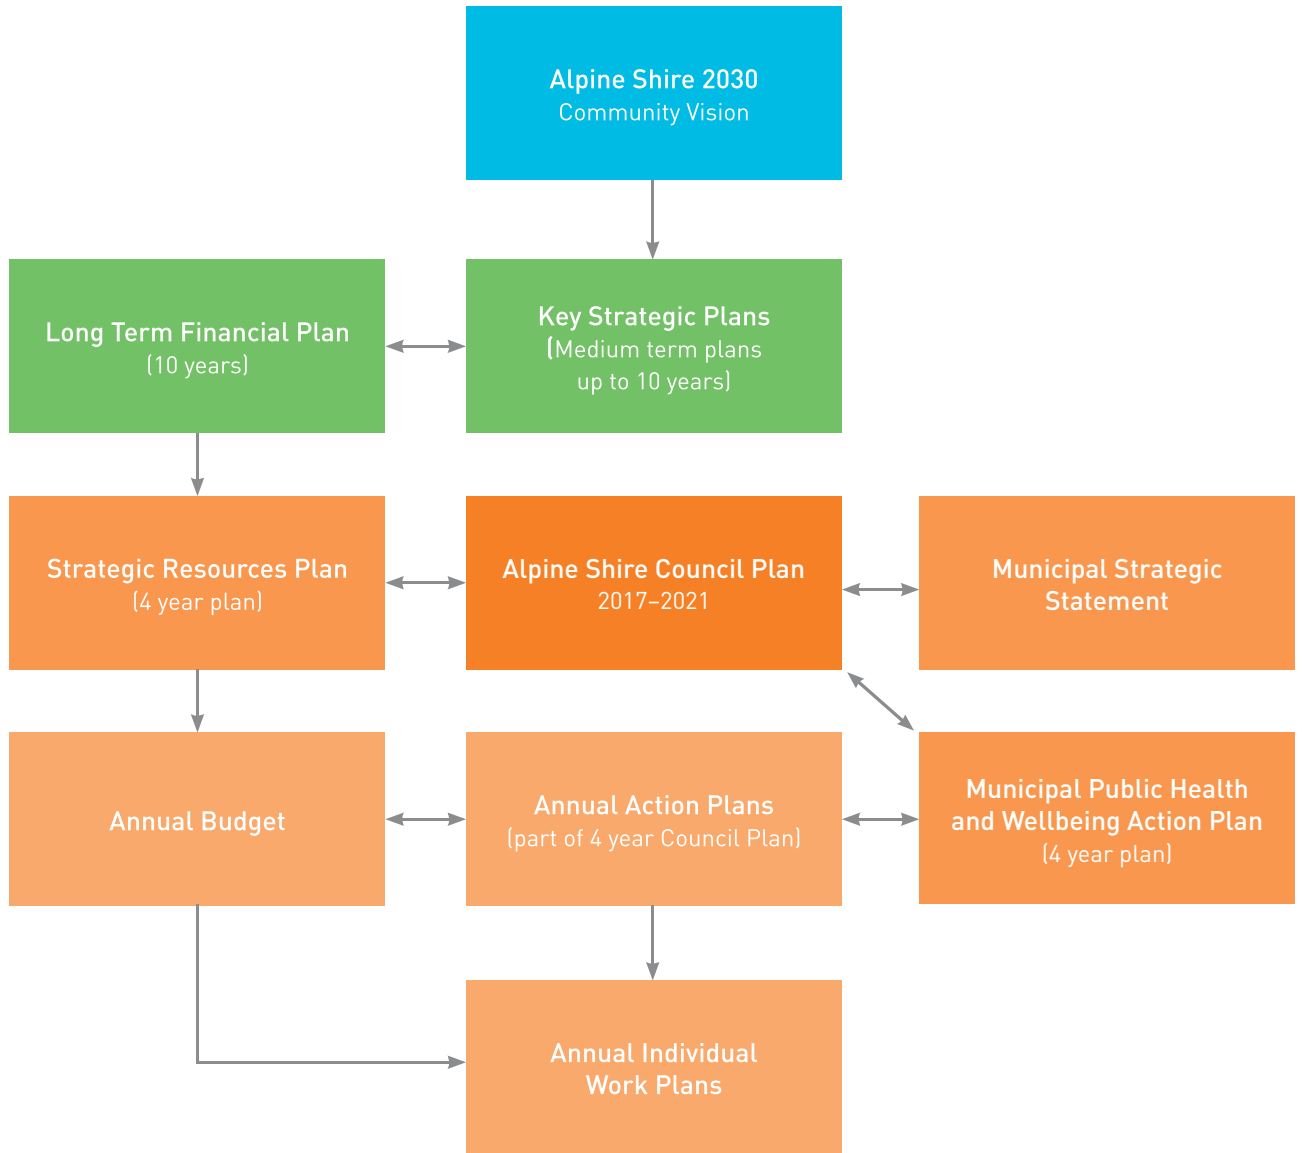 Alpine Shire 2030
Community Vision
Long Term Financial Plan
(10 years)
Key Strategic Plans
(Medium term plans
up to 10 years)
Strategic Resources Plan
(4 year plan)
Alpine Shire Council Plan
2017–2021
Municipal Strategic
Statement
Annual Budget
Annual Action Plans
(part of 4 year Council Plan)
Municipal Public Health
and Wellbeing Action Plan
(4 year plan)
Annual Individual
Work Plans